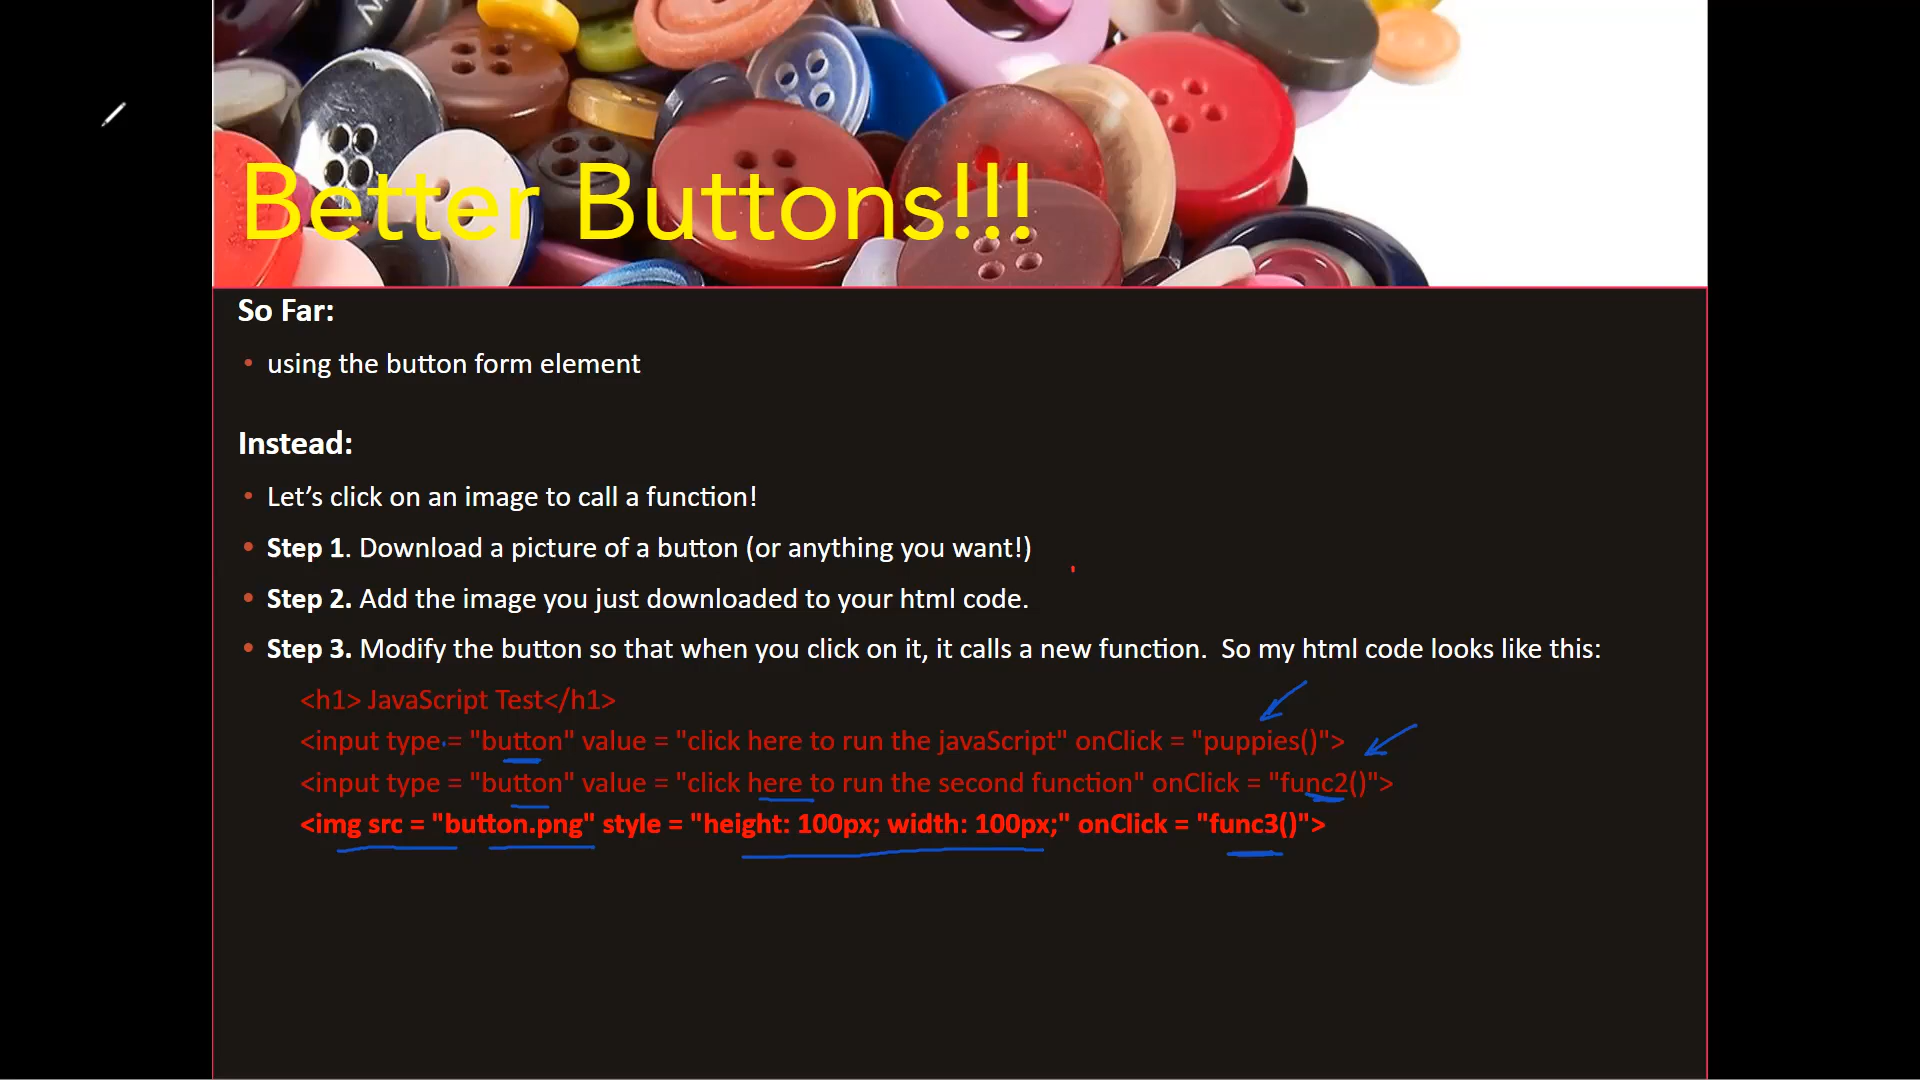 Better Buttons!!!
So Far:
• using the button form element
Instead:
• Let’s click on an image to call a function!
• Step 1. Download a picture of a button (or anything you want!)
• Step 2. Add the image you just downloaded to your html code.
• Step 3. Modify the button so that when you click on it, it calls a new function.  So my html code looks like this:
<h1> JavaScript Test</h1>
<input type = "button" value = "click here to run the javaScript" onClick = "puppies()">
<input type = "button" value = "click here to run the second function" onClick = "func2()">
<img src = "button.png" style = "height: 100px; width: 100px;" onClick = "func3()">